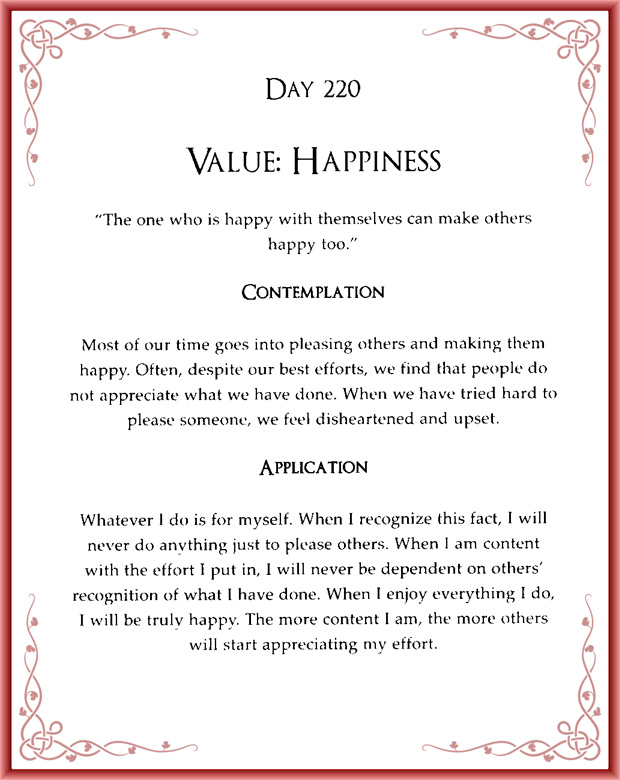 DAY 220
VALUE: HAPPINESS
“The one who is happy with themselves can make others
happy too.”
CONTEMPLATION
Most of our time goes into pleasing others and making them
happy. Often, despite our best efforts, we find that people do
not appreciate what we have done. When we have tried hard to
please someone, we feel disheartened and upset.
APPLICATION
Whatever I do is for myself. When I recognize this fact, I will
never do anything just to please others. When I am content
with the effort I put in, I will never be dependent on others’
recognition of what I have done. When I enjoy everything I do,
I will be truly happy. The more content I am, the more others
will start appreciating my effort.